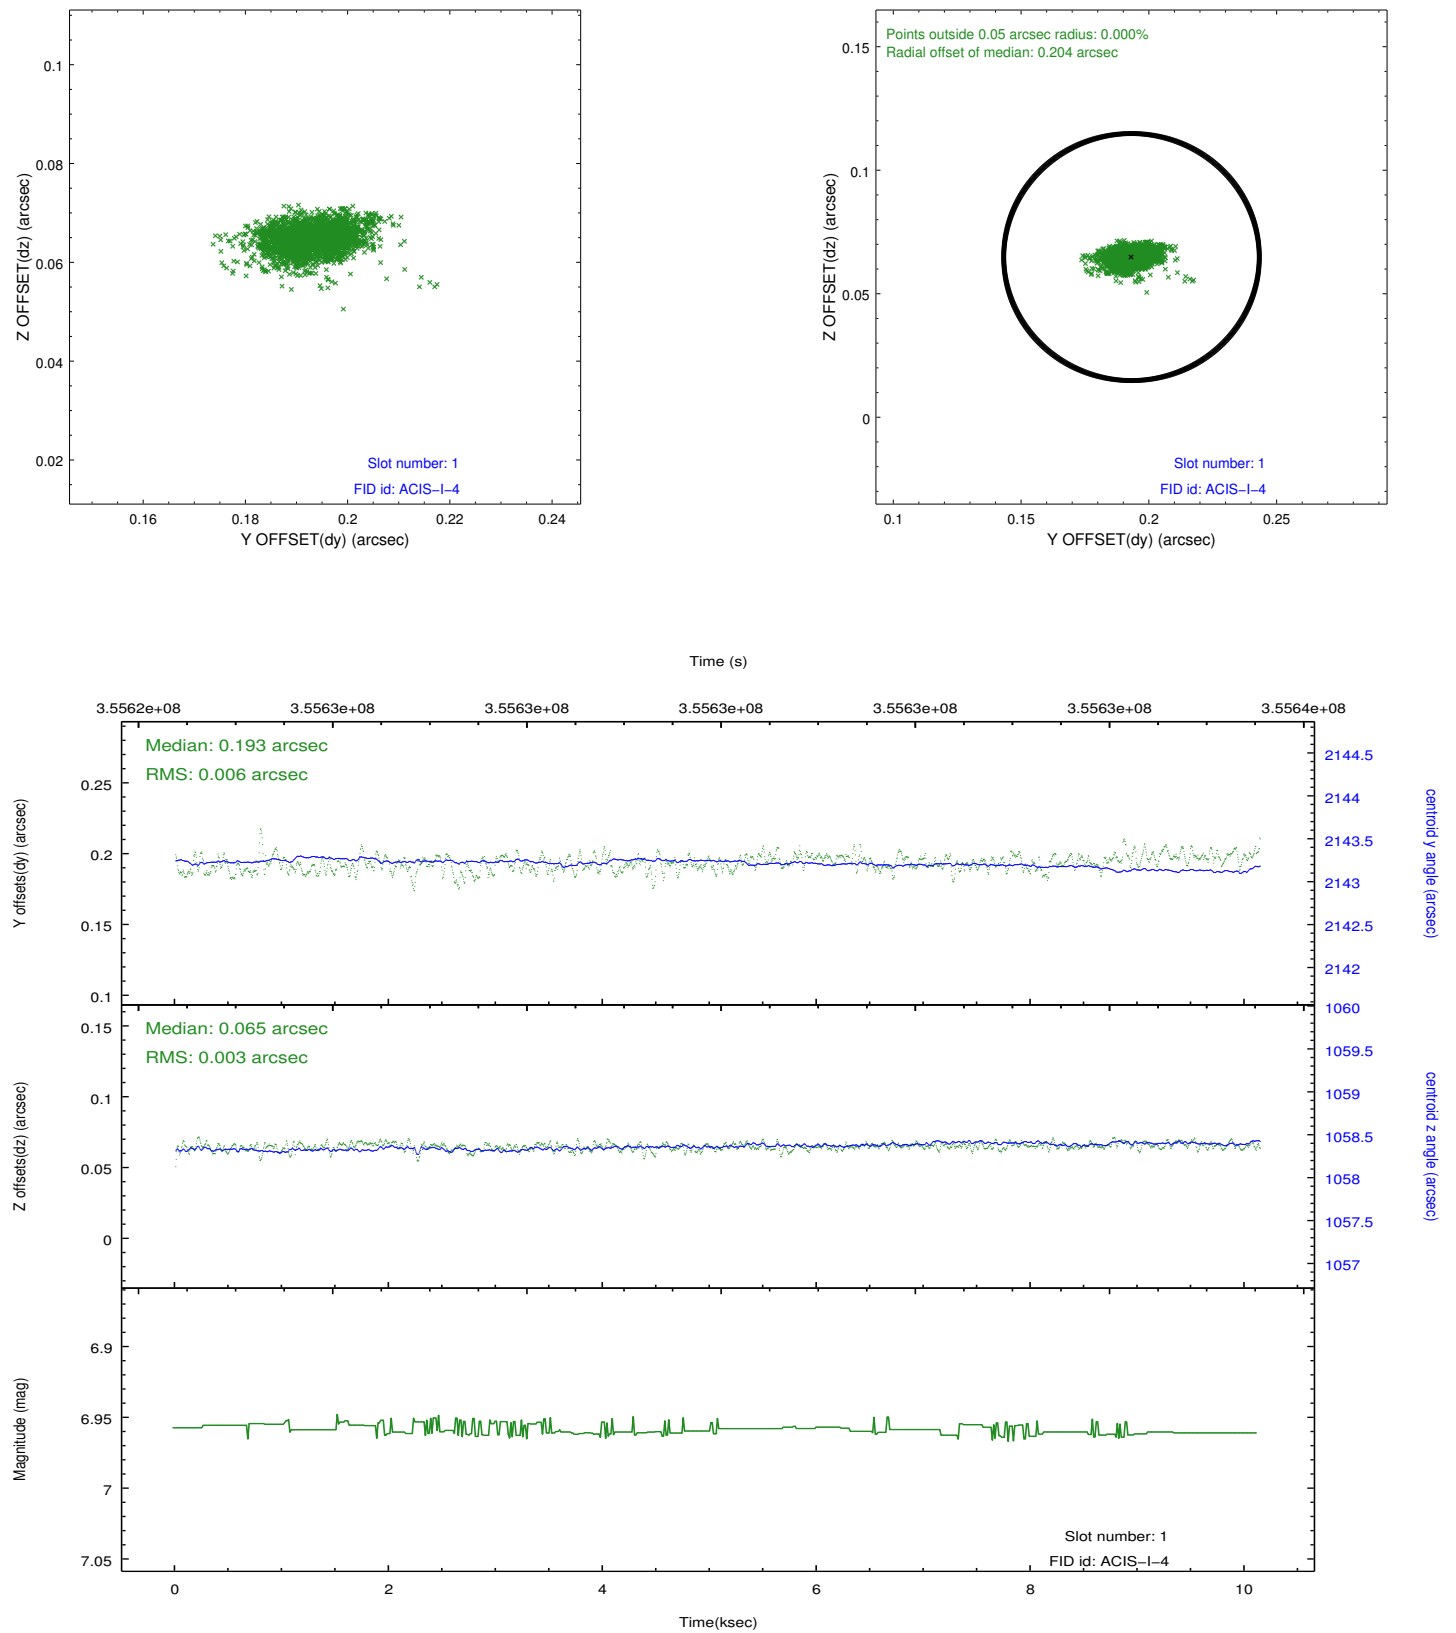 0.1
0.08
0.06
0.04
0.02
Z OFFSET(dz) (arcsec)
Slot number: 1
FID id: ACIS−I−4
0.16 0.18 0.2 0.22 0.24
Y OFFSET(dy) (arcsec)
Points outside 0.05 arcsec radius: 0.000%
Radial offset of median: 0.204 arcsec
0.15
0.1
0.05
0
Z OFFSET(dz) (arcsec)
Slot number: 1
FID id: ACIS−I−4
0.1 0.15 0.2 0.25
Y OFFSET(dy) (arcsec)
Time (s)
3.5562e+08 3.5563e+08 3.5563e+08 3.5563e+08 3.5563e+08 3.5563e+08 3.5564e+08
Median: 0.193 arcsec
RMS: 0.006 arcsec
0.25
0.2
0.15
0.1
Y offsets(dy) (arcsec)
2144.5
2144
2143.5
2143
2142.5
2142
centroid y angle (arcsec)
Median: 0.065 arcsec
RMS: 0.003 arcsec
0.15
0.1
0.05
0
Z offsets(dz) (arcsec)
1060
1059.5
1059
1058.5
1058
1057.5
1057
centroid z angle (arcsec)
6.9
6.95
7
7.05
Magnitude (mag)
Slot number: 1
FID id: ACIS−I−4
0 2 4 6 8 10
Time(ksec)